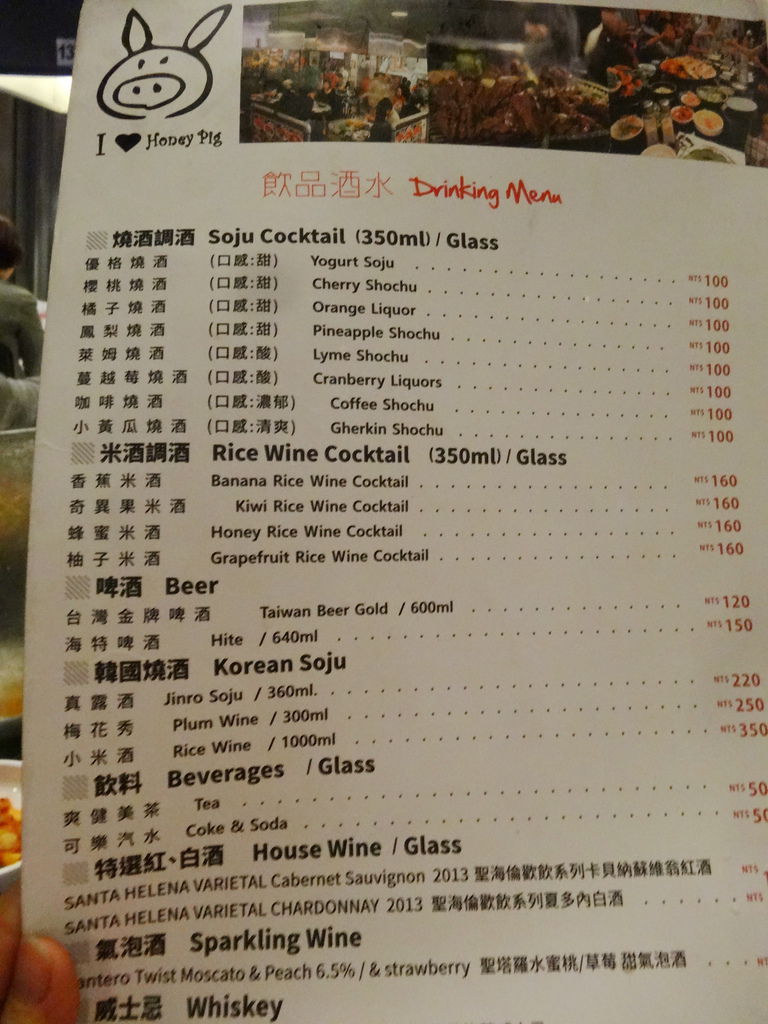 13
I ♥ Honey Pig
飲品酒水 Drinking Menu
燒酒調酒 Soju Cocktail (350ml) / Glass
優格燒酒 (口感:甜) Yogurt Soju NT$100
櫻桃燒酒 (口感:甜) Cherry Shochu NT$100
橘子燒酒 (口感:甜) Orange Liquor NT$100
鳳梨燒酒 (口感:甜) Pineapple Shochu NT$100
萊姆燒酒 (口感:酸) Lyme Shochu NT$100
蔓越莓燒酒 (口感:酸) Cranberry Liquors NT$100
咖啡燒酒 (口感:濃郁) Coffee Shochu NT$100
小黃瓜燒酒 (口感:清爽) Gherkin Shochu NT$100
米酒調酒 Rice Wine Cocktail (350ml) / Glass
香蕉米酒 Banana Rice Wine Cocktail NT$160
奇異果米酒 Kiwi Rice Wine Cocktail NT$160
蜂蜜米酒 Honey Rice Wine Cocktail NT$160
柚子米酒 Grapefruit Rice Wine Cocktail NT$160
啤酒 Beer
台灣金牌啤酒 Taiwan Beer Gold / 600ml NT$120
海特啤酒 Hite / 640ml NT$150
韓國燒酒 Korean Soju
真露酒 Jinro Soju / 360ml. NT$220
梅花秀 Plum Wine / 300ml NT$250
小米酒 Rice Wine / 1000ml NT$350
飲料 Beverages / Glass
爽健美茶 Tea NT$50
可樂汽水 Coke & Soda NT$50
特選紅、白酒 House Wine / Glass
SANTA HELENA VARIETAL Cabernet Sauvignon 2013 聖海倫歡飲系列卡貝納蘇維翁紅酒 NT$
SANTA HELENA VARIETAL CHARDONNAY 2013 聖海倫歡飲系列夏多內白酒 NT$
氣泡酒 Sparkling Wine
antero Twist Moscato & Peach 6.5% / & strawberry 聖塔羅水蜜桃/草莓 甜氣泡酒
威士忌 Whiskey